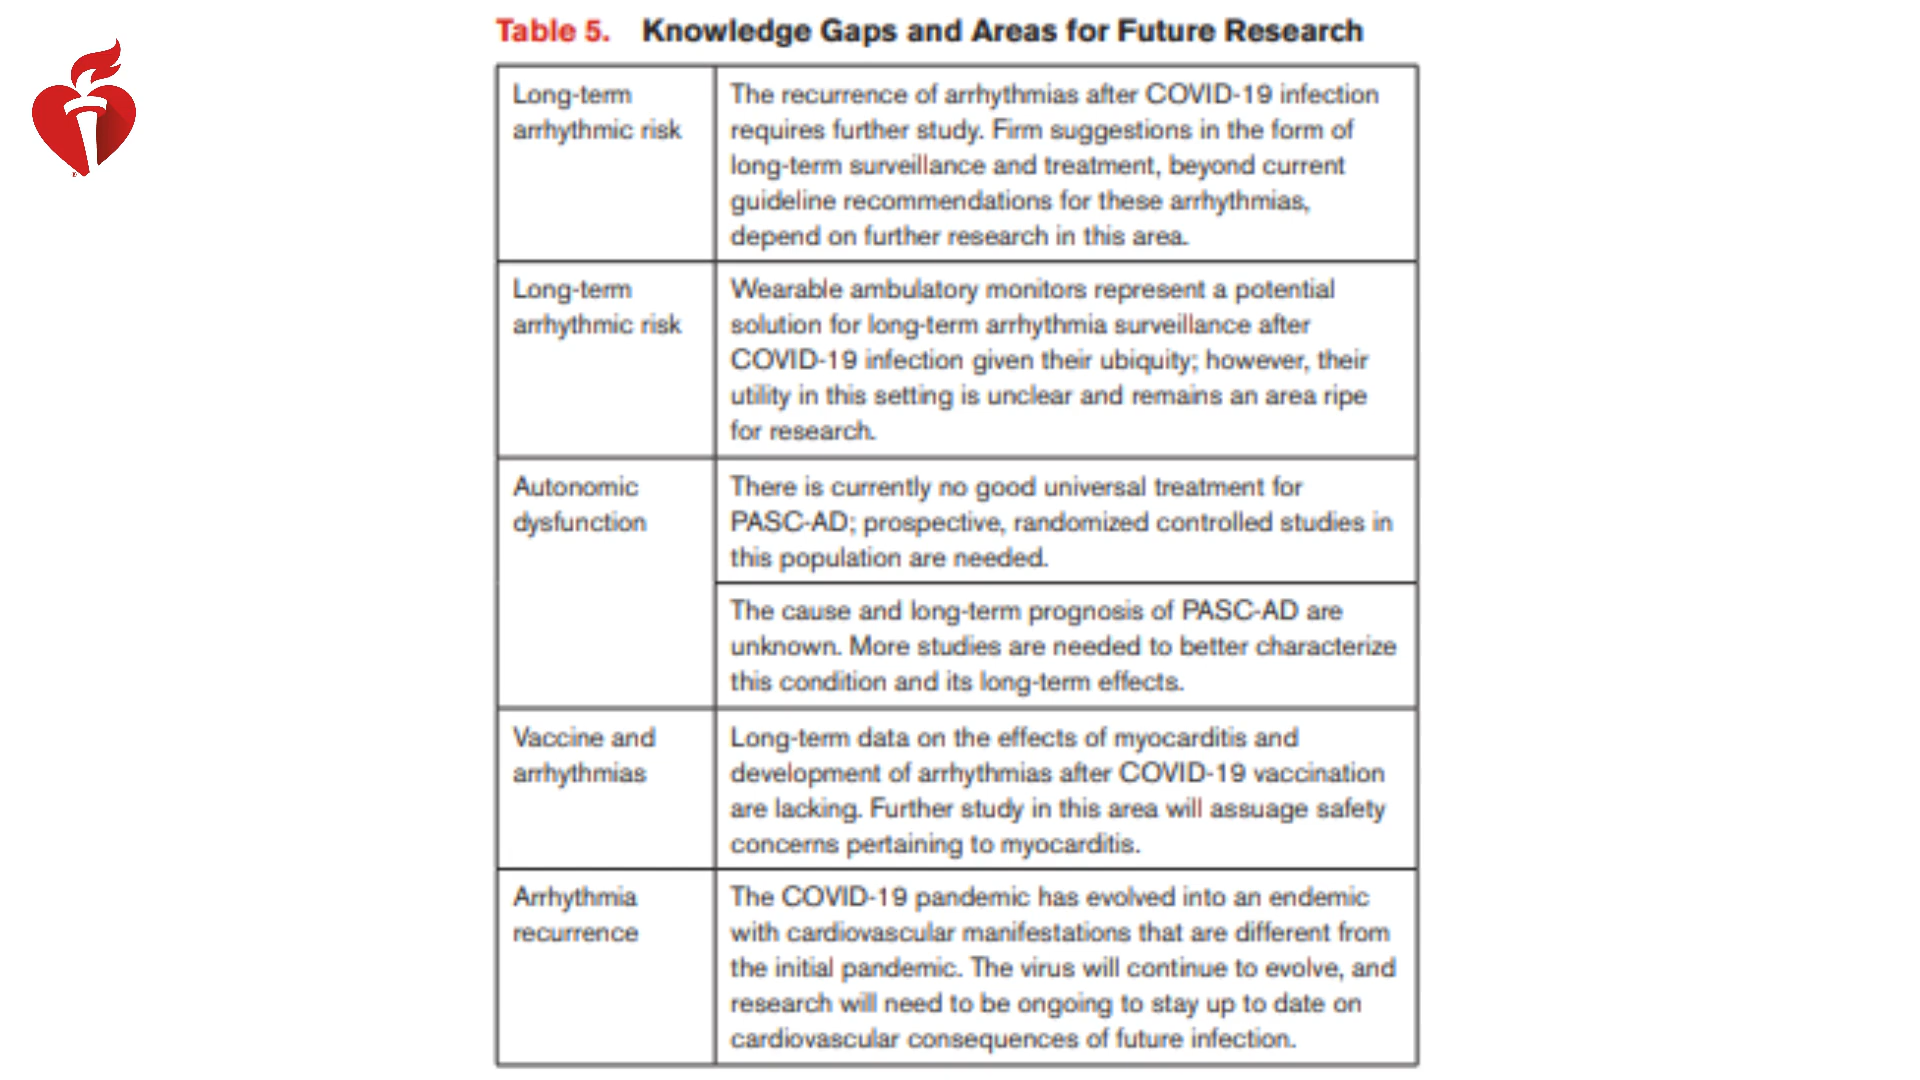 Table 5. Knowledge Gaps and Areas for Future Research
Long-term
arrhythmic risk
The recurrence of arrhythmias after COVID-19 infection
requires further study. Firm suggestions in the form of
long-term surveillance and treatment, beyond current
guideline recommendations for these arrhythmias,
depend on further research in this area.
Long-term
arrhythmic risk
Wearable ambulatory monitors represent a potential
solution for long-term arrhythmia surveillance after
COVID-19 infection given their ubiquity; however, their
utility in this setting is unclear and remains an area ripe
for research.
Autonomic
dysfunction
There is currently no good universal treatment for
PASC-AD; prospective, randomized controlled studies in
this population are needed.
The cause and long-term prognosis of PASC-AD are
unknown. More studies are needed to better characterize
this condition and its long-term effects.
Vaccine and
arrhythmias
Long-term data on the effects of myocarditis and
development of arrhythmias after COVID-19 vaccination
are lacking. Further study in this area will assuage safety
concerns pertaining to myocarditis.
Arrhythmia
recurrence
The COVID-19 pandemic has evolved into an endemic
with cardiovascular manifestations that are different from
the initial pandemic. The virus will continue to evolve, and
research will need to be ongoing to stay up to date on
cardiovascular consequences of future infection.